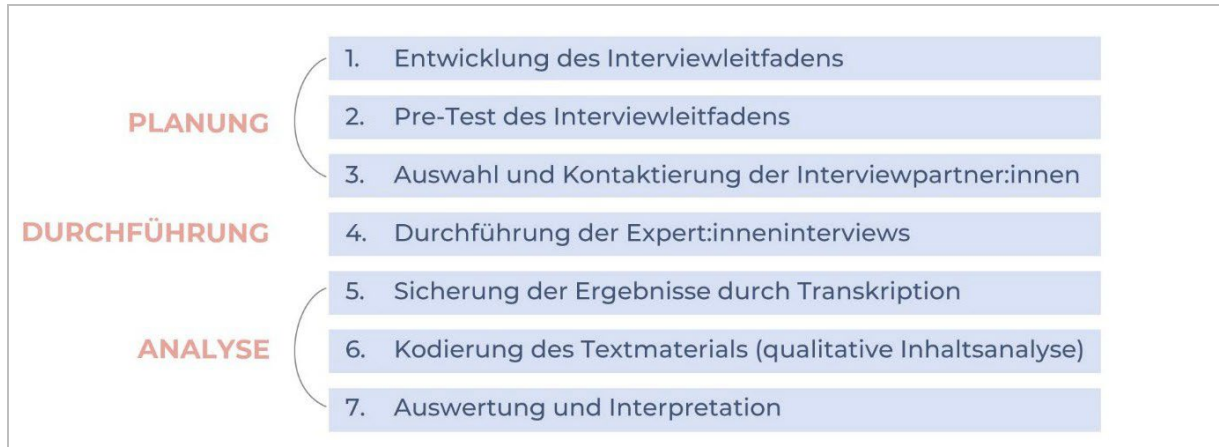 1. Entwicklung des Interviewleitfadens
PLANUNG
2. Pre-Test des Interviewleitfadens
3. Auswahl und Kontaktierung der Interviewpartner:innen
DURCHFÜHRUNG
4. Durchführung der Expert:inneninterviews
5. Sicherung der Ergebnisse durch Transkription
ANALYSE
6. Kodierung des Textmaterials (qualitative Inhaltsanalyse)
7. Auswertung und Interpretation